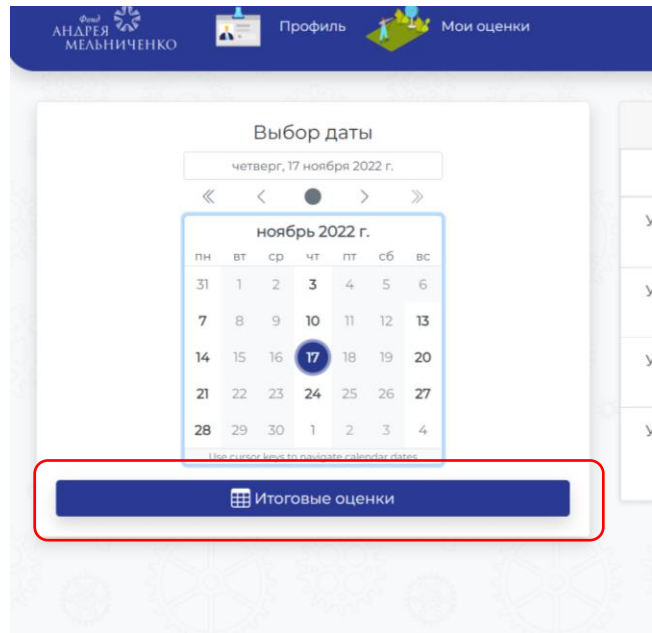 Фонд
АНДРЕЯ
МЕЛЬНИЧЕНКО
Профиль
Мои оценки
Выбор даты
четверг, 17 ноября 2022 г.
ноябрь 2022 г.
пн вт ср чт пт сб вс
31 1 2 3 4 5 6
7 8 9 10 11 12 13
14 15 16 17 18 19 20
21 22 23 24 25 26 27
28 29 30 1 2 3 4
Use cursor keys to navigate calendar dates
Итоговые оценки
У
У
У
У